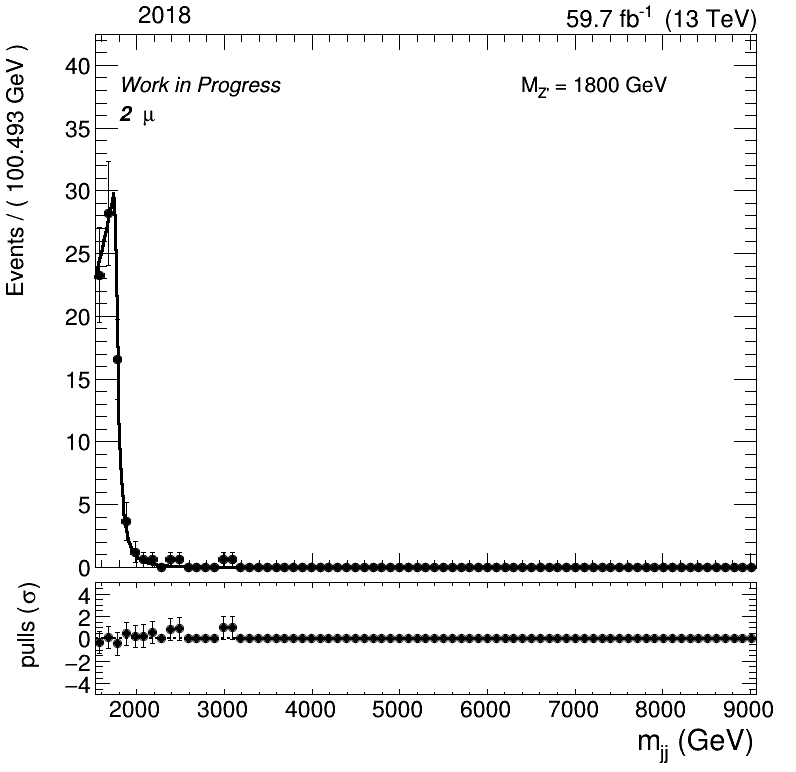 2018 59.7 fb⁻¹ (13 TeV)
Events / ( 100.493 GeV )
40
35
30
25
20
15
10
5
0
Work in Progress
2 μ
M_Z' = 1800 GeV
pulls (σ)
4
2
0
−2
−4
2000 3000 4000 5000 6000 7000 8000 9000
m_jj (GeV)